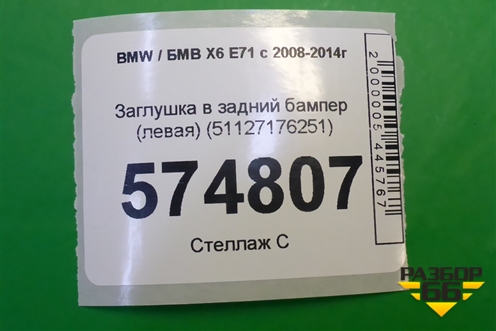 BMW / БМВ X6 E71 с 2008-2014г
Заглушка в задний бампер
(левая) (51127176251)
574807
Стеллаж С
2000005445767
РАЗБОР
66